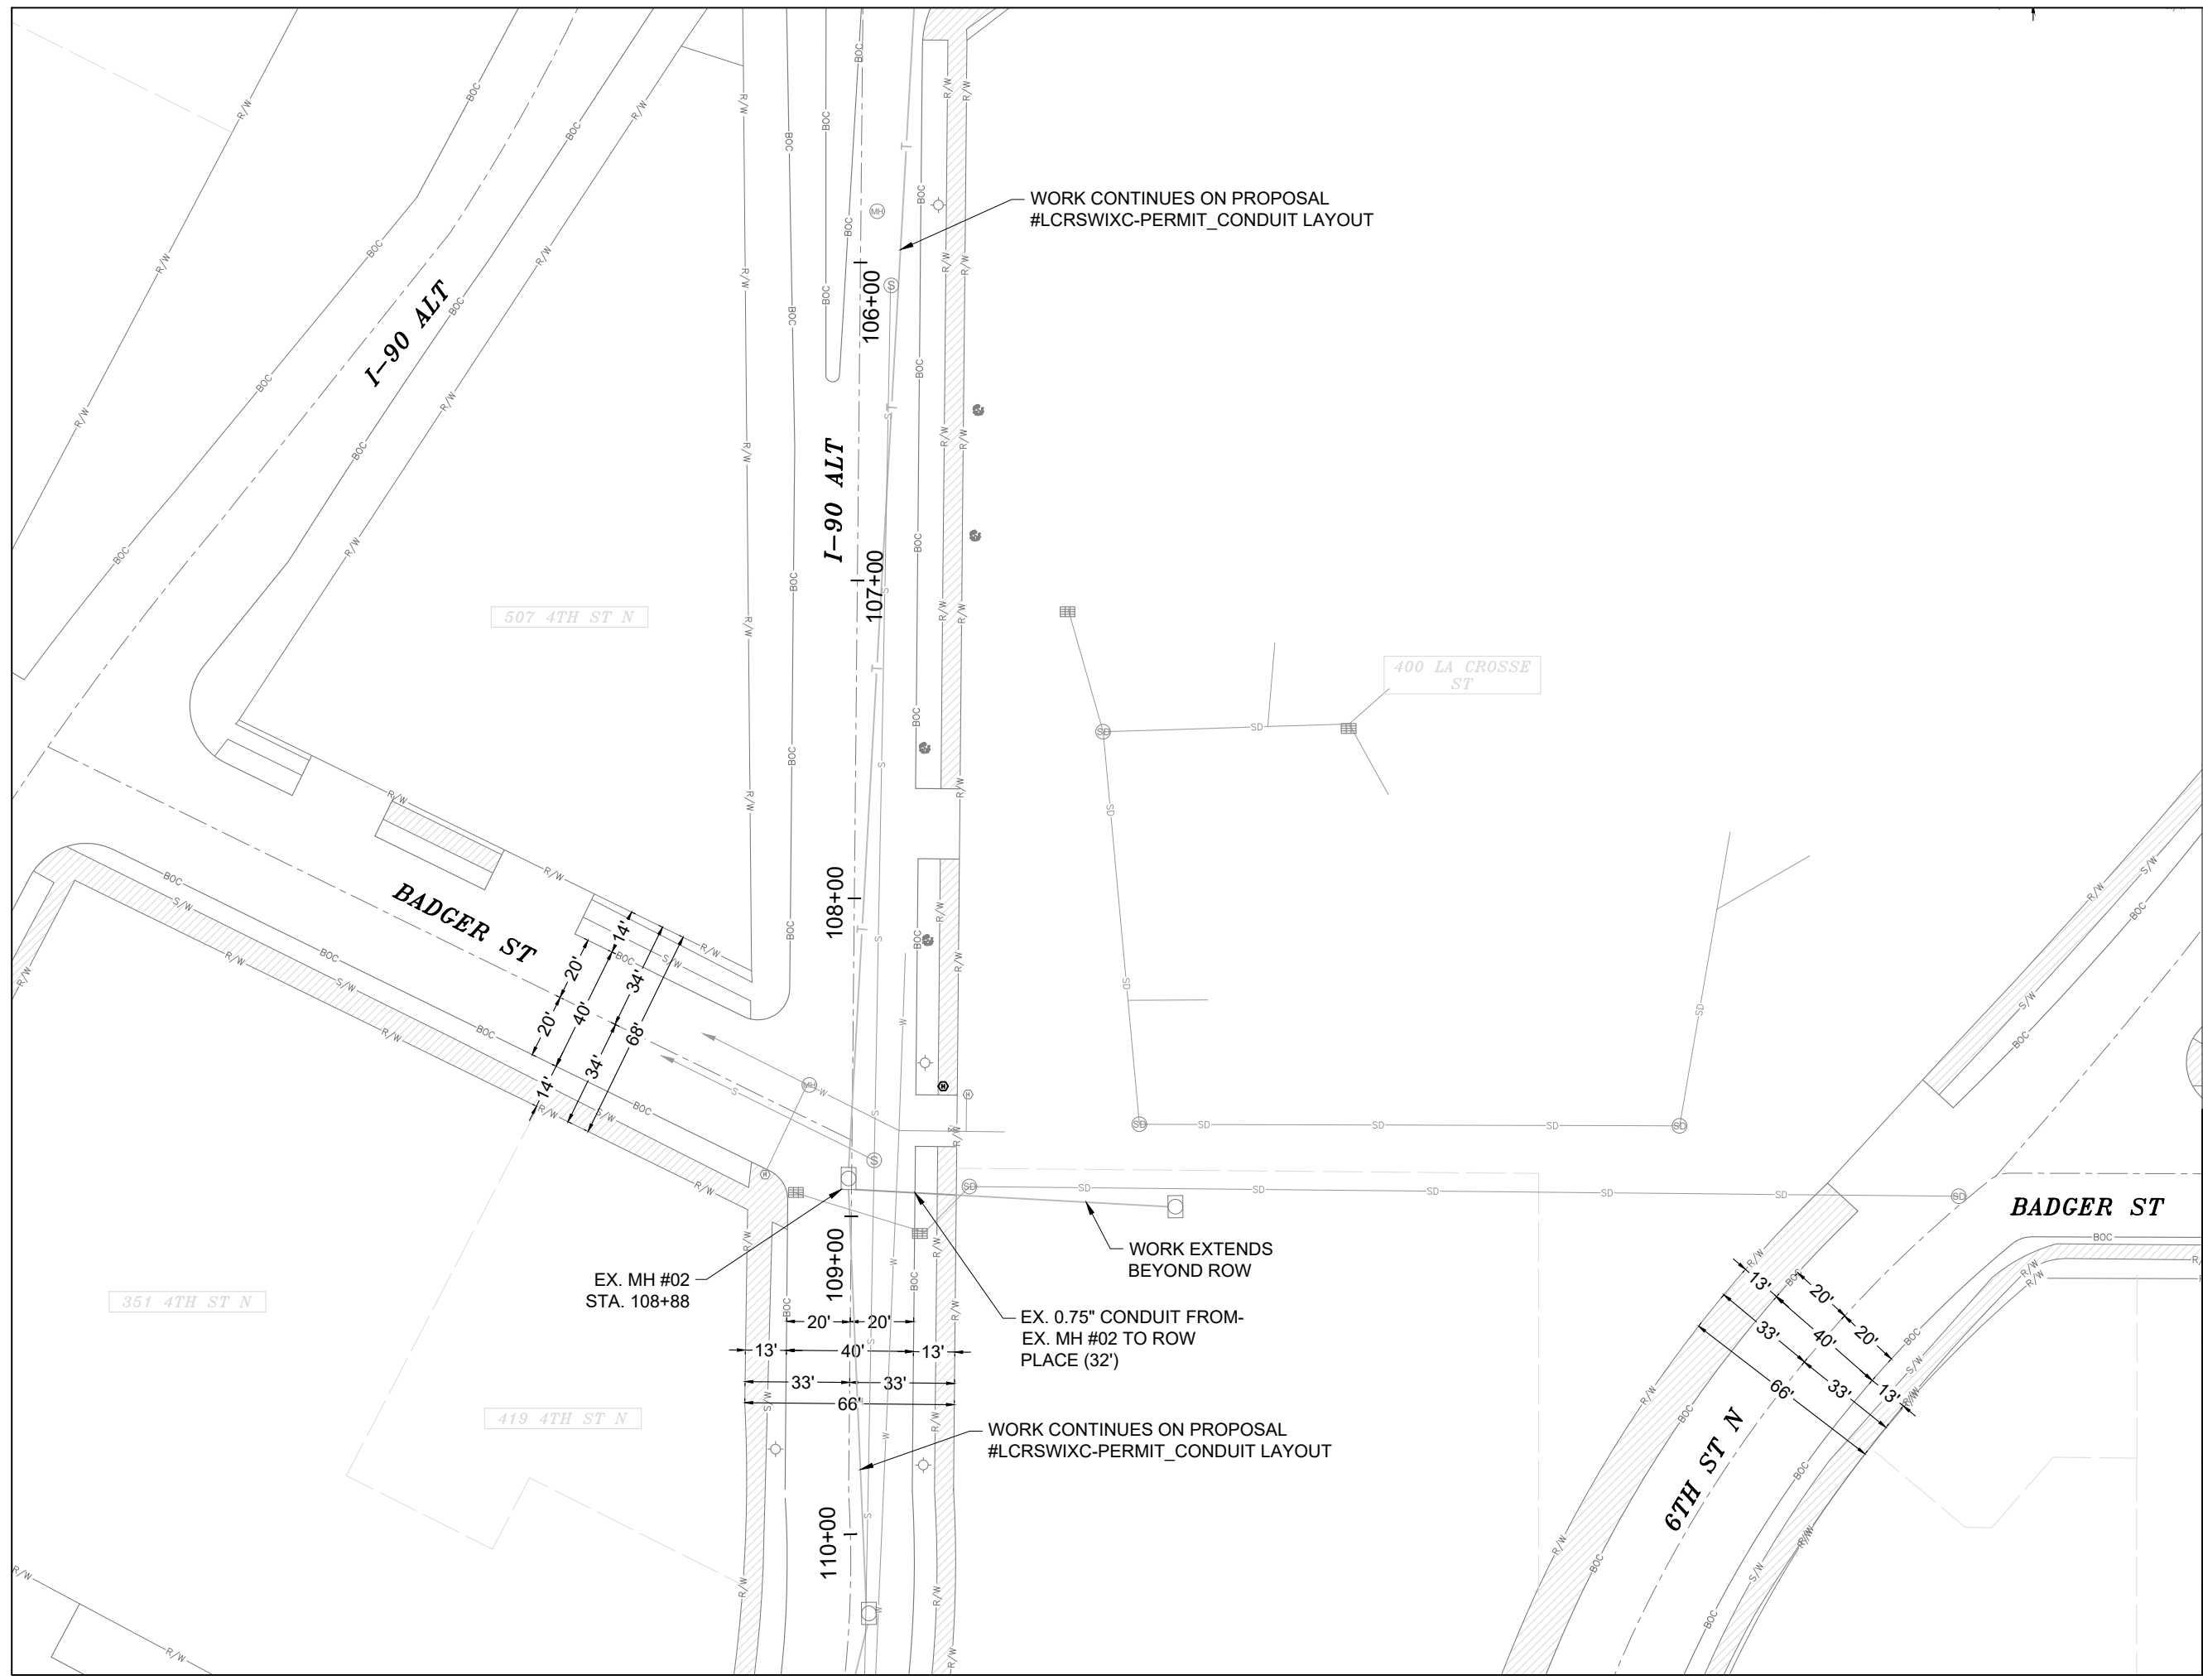 WORK CONTINUES ON PROPOSAL
#LCRSWIXC-PERMIT_CONDUIT LAYOUT
I-90 ALT
106+00
I-90 ALT
107+00
507 4TH ST N
400 LA CROSSE
ST
108+00
BADGER ST
14'
20'
34'
40'
20'
68'
34'
14'
BADGER ST
109+00
WORK EXTENDS
BEYOND ROW
EX. MH #02
STA. 108+88
351 4TH ST N
EX. 0.75" CONDUIT FROM-
EX. MH #02 TO ROW
PLACE (32')
20'
20'
13'
40'
13'
33'
33'
66'
13'
20'
33'
40'
20'
66'
33'
13'
419 4TH ST N
WORK CONTINUES ON PROPOSAL
#LCRSWIXC-PERMIT_CONDUIT LAYOUT
6TH ST N
110+00
BOC
R/W
S/W
SD
MH
S
W
T
H